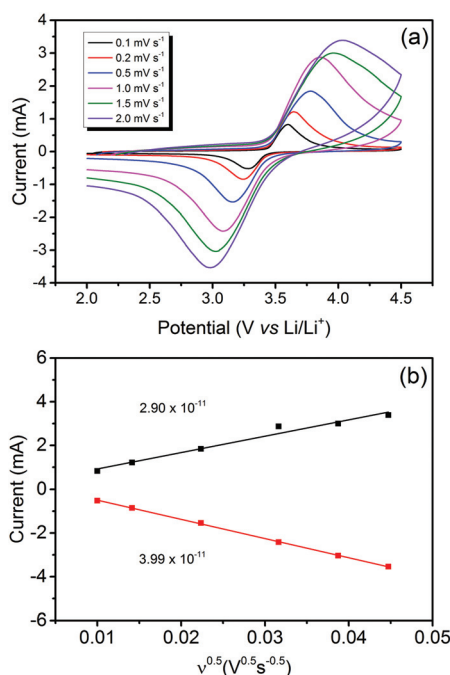 (a)
0.1 mV s⁻¹
0.2 mV s⁻¹
0.5 mV s⁻¹
1.0 mV s⁻¹
1.5 mV s⁻¹
2.0 mV s⁻¹
4
3
2
1
0
-1
-2
-3
-4
Current (mA)
2.0 2.5 3.0 3.5 4.0 4.5
Potential (V vs Li/Li⁺)
(b)
6
4
2
0
-2
-4
-6
Current (mA)
2.90 x 10⁻¹¹
3.99 x 10⁻¹¹
0.01 0.02 0.03 0.04 0.05
ν⁰·⁵(V⁰·⁵s⁻⁰·⁵)